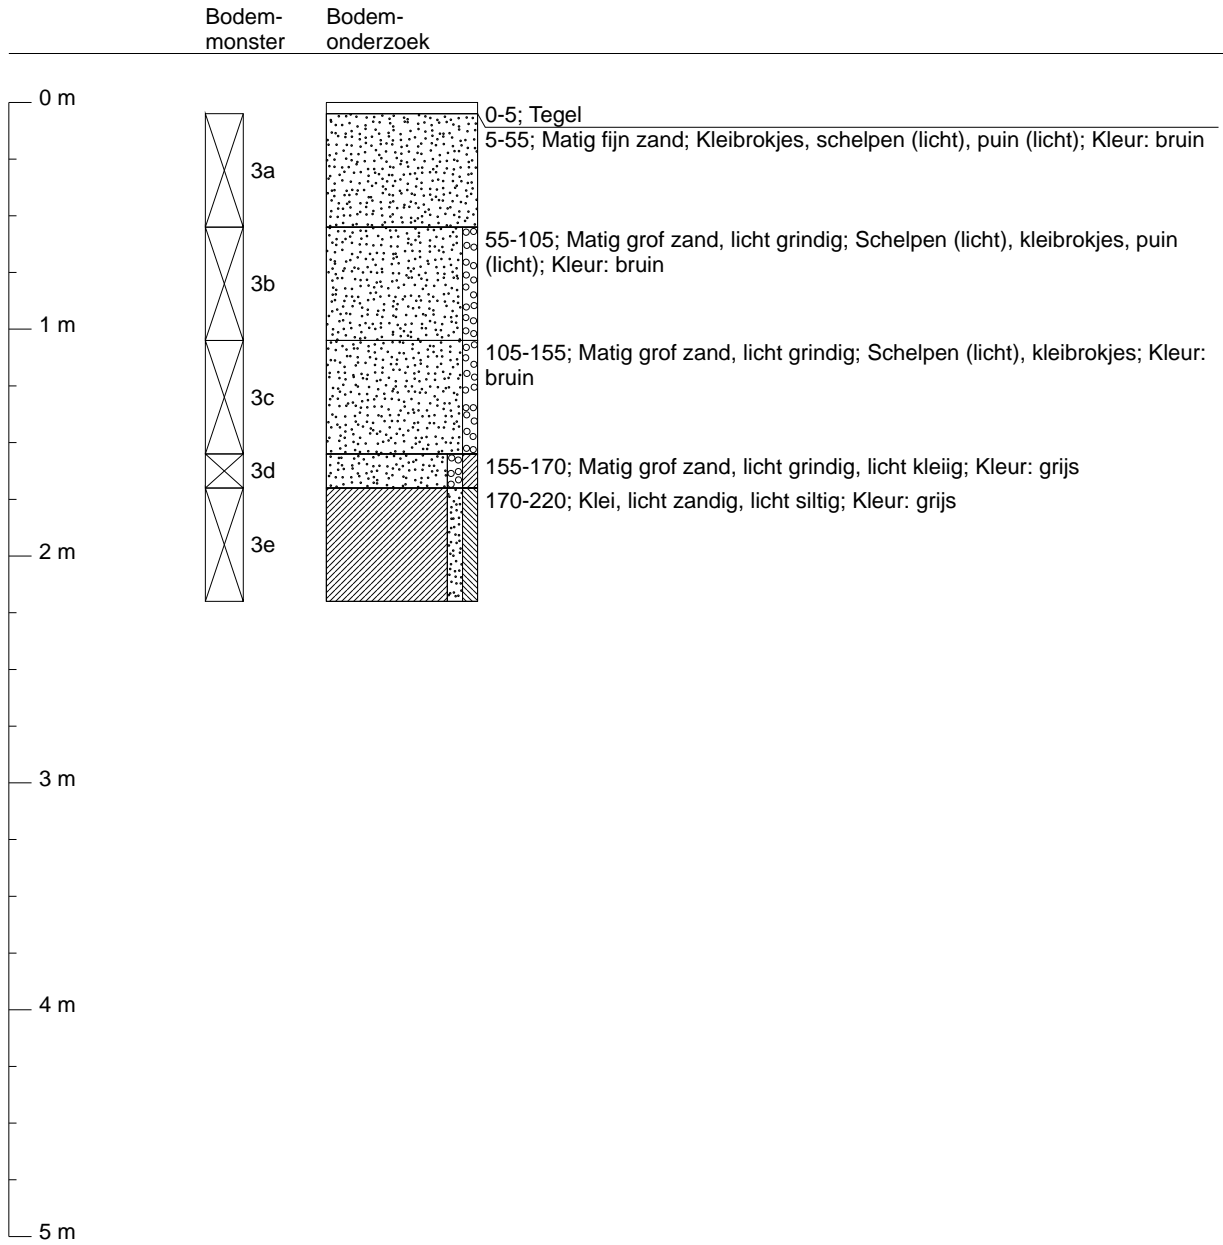 Bodem-
monster
Bodem-
onderzoek
0 m
0-5; Tegel
5-55; Matig fijn zand; Kleibrokjes, schelpen (licht), puin (licht); Kleur: bruin
3a
55-105; Matig grof zand, licht grindig; Schelpen (licht), kleibrokjes, puin
(licht); Kleur: bruin
3b
1 m
105-155; Matig grof zand, licht grindig; Schelpen (licht), kleibrokjes; Kleur:
bruin
3c
3d
155-170; Matig grof zand, licht grindig, licht kleiig; Kleur: grijs
170-220; Klei, licht zandig, licht siltig; Kleur: grijs
3e
2 m
3 m
4 m
5 m